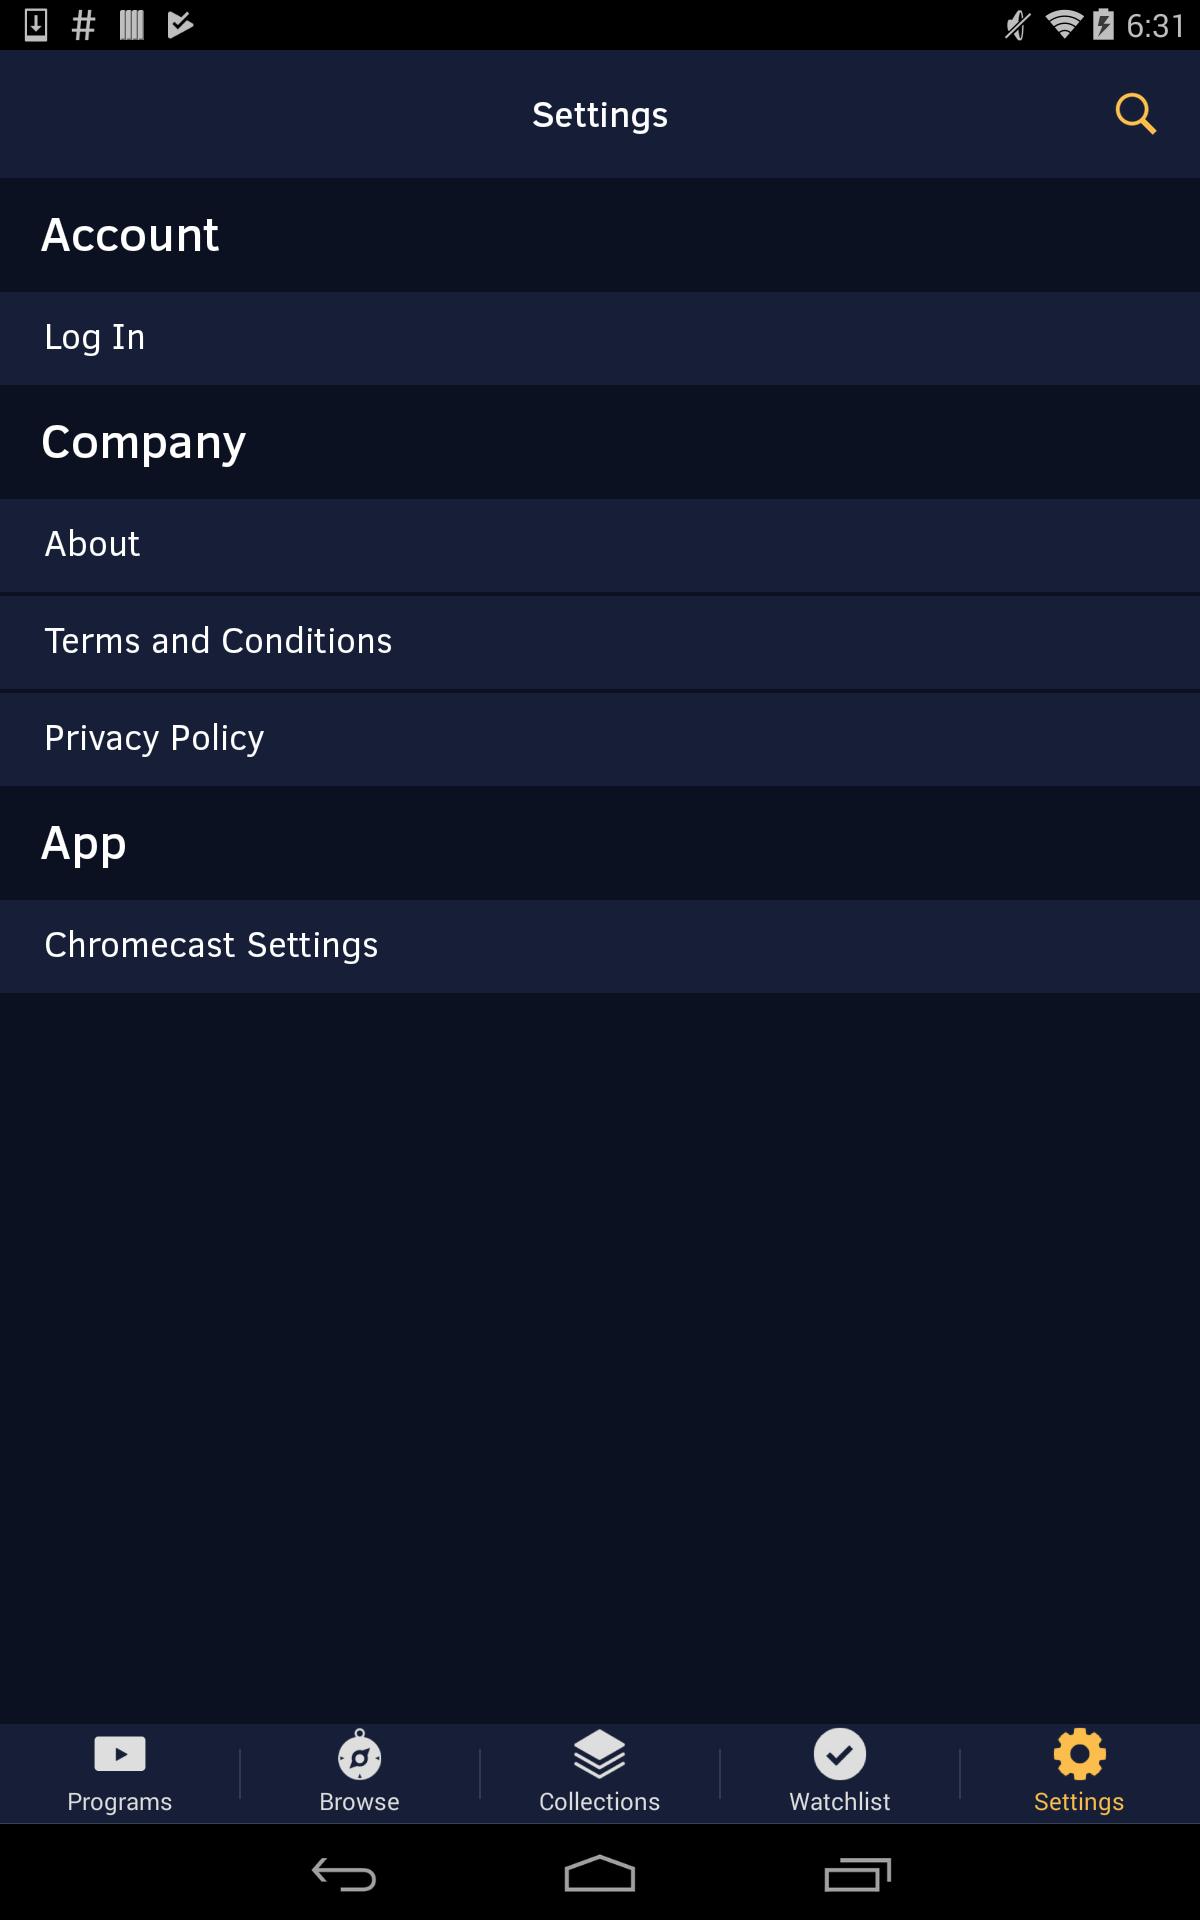 6:31
Settings
Account
Log In
Company
About
Terms and Conditions
Privacy Policy
App
Chromecast Settings
Programs
Browse
Collections
Watchlist
Settings